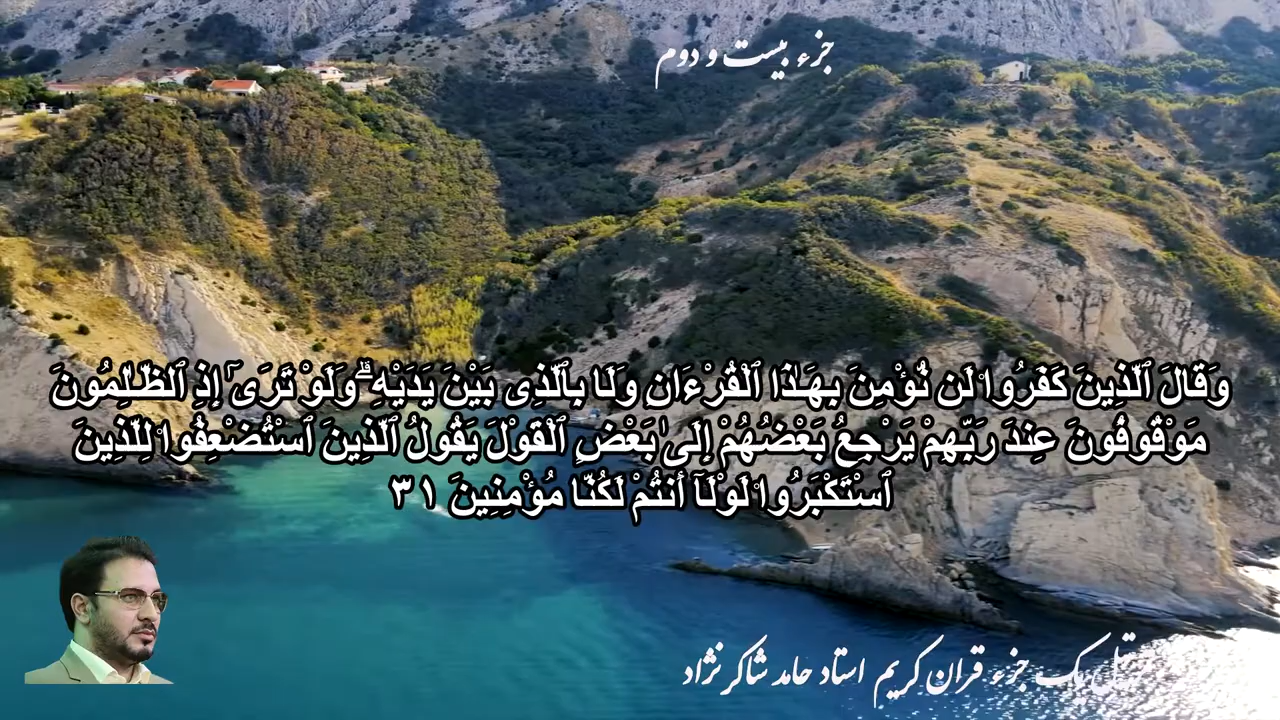 جزء بیست و دوم
وَقَالَ ٱلَّذِينَ كَفَرُوا۟ لَن نُّؤْمِنَ بِهَـٰذَا ٱلْقُرْءَانِ وَلَا بِٱلَّذِى بَيْنَ يَدَيْهِ ۗ وَلَوْ تَرَىٰٓ إِذِ ٱلظَّـٰلِمُونَ
مَوْقُوفُونَ عِندَ رَبِّهِمْ يَرْجِعُ بَعْضُهُمْ إِلَىٰ بَعْضٍ ٱلْقَوْلَ يَقُولُ ٱلَّذِينَ ٱسْتُضْعِفُوا۟ لِلَّذِينَ
ٱسْتَكْبَرُوا۟ لَوْلَآ أَنتُمْ لَكُنَّا مُؤْمِنِينَ ٣١
یک جزء قران کریم استاد حامد شاکرنژاد